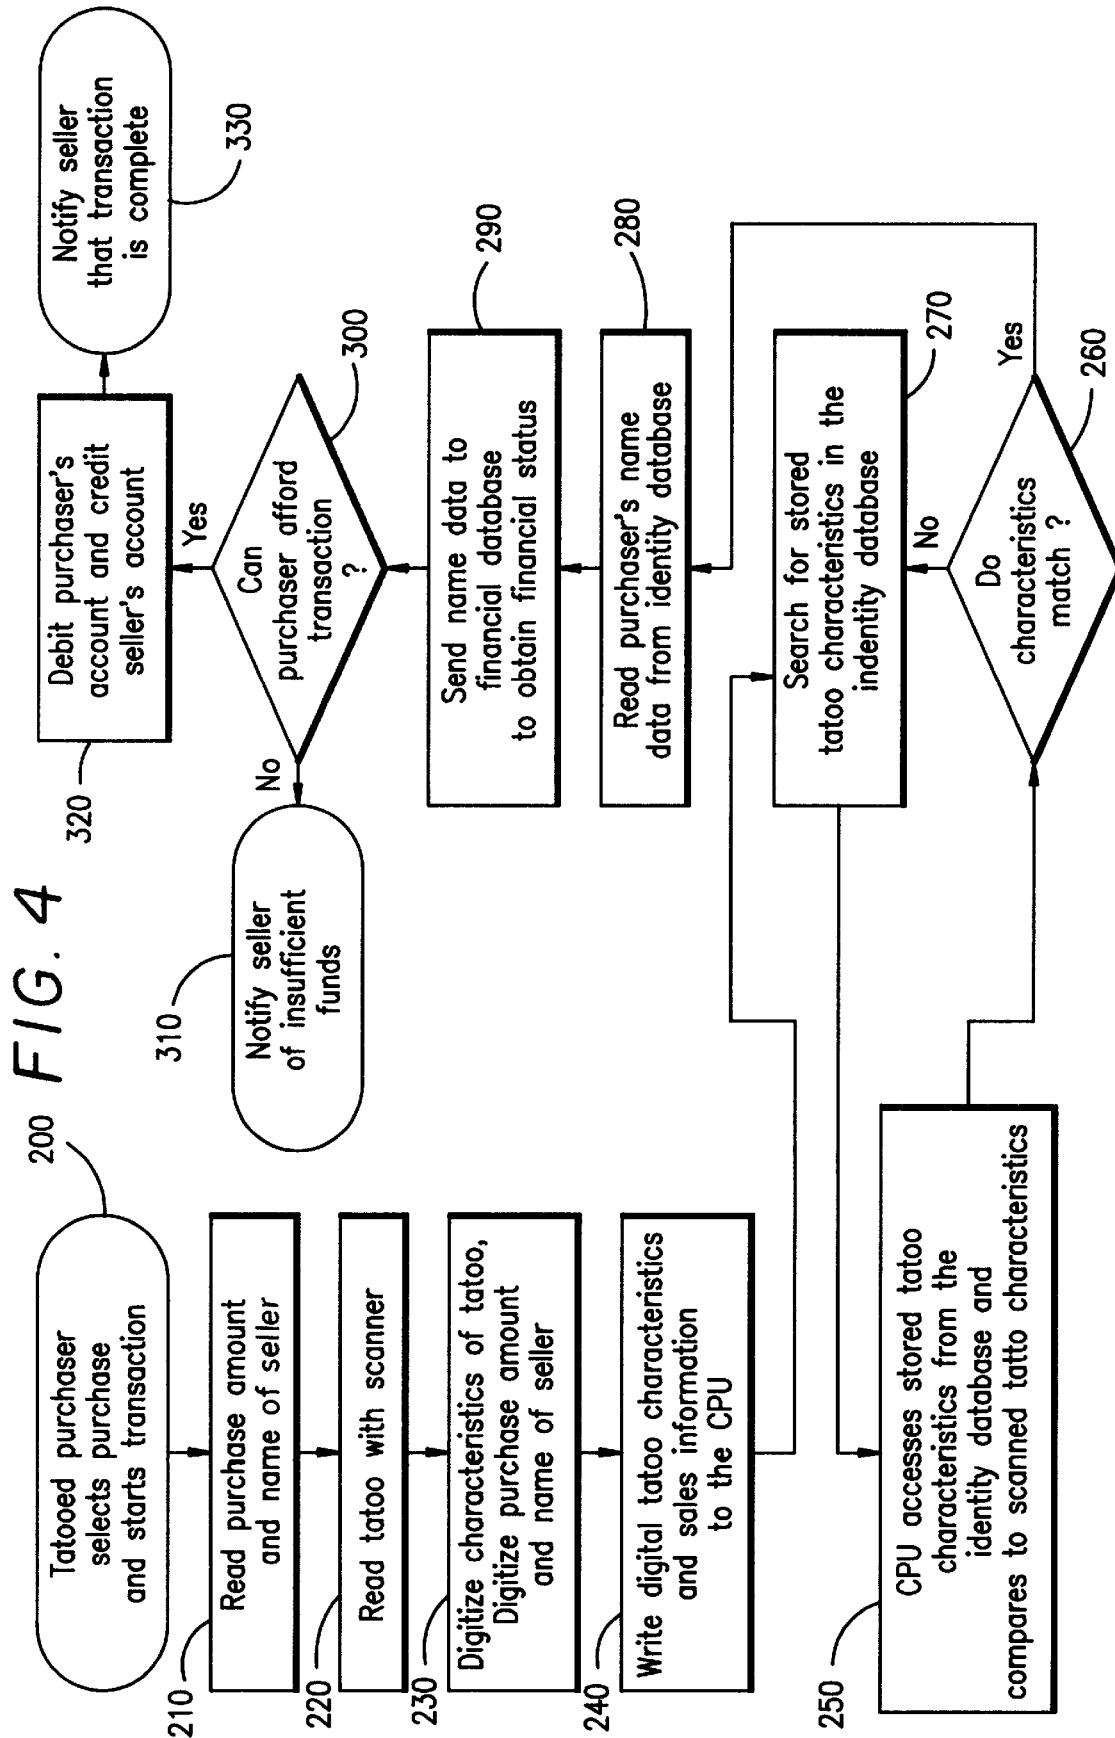 FIG. 4
200
Tatooed purchaser
selects purchase
and starts transaction
210
Read purchase amount
and name of seller
220
Read tatoo with scanner
230
Digitize characteristics of tatoo,
Digitize purchase amount
and name of seller
240
Write digital tatoo characteristics
and sales information
to the CPU
250
CPU accesses stored tatoo
characteristics from the
identity database and
compares to scanned tatto characteristics
260
Do
characteristics
match ?
No
Yes
270
Search for stored
tatoo characteristics in the
indentity database
280
Read purchaser's name
data from identity database
290
Send name data to
financial database
to obtain financial status
300
Can
purchaser afford
transaction
?
No
Yes
310
Notify seller
of insufficient
funds
320
Debit purchaser's
account and credit
seller's account
330
Notify seller
that transaction
is complete